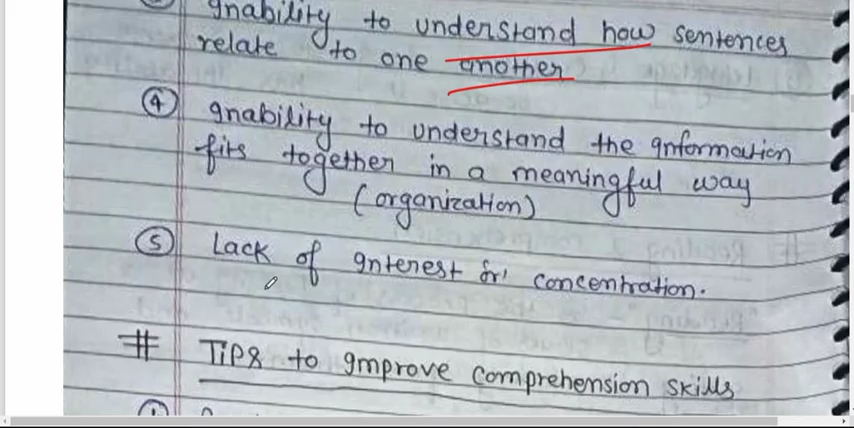 Inability to understand how sentences
relate to one another
④ Inability to understand the Information
fits together in a meaningful way
(organization)
⑤ Lack of Interest or concentration.
# Tips to Improve comprehension skills
①